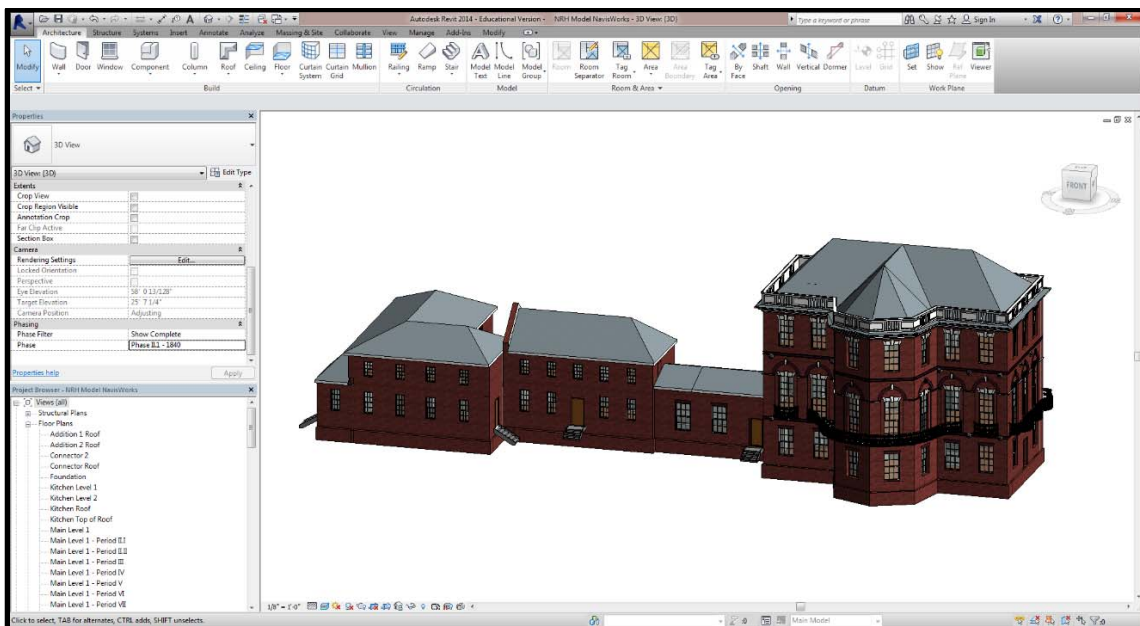 Autodesk Revit 2014 - Educational Version - NRH Model NavisWorks - 3D View: {3D}
Type a keyword or phrase
Sign In
Architecture Structure Systems Insert Annotate Analyze Massing & Site Collaborate View Manage Add-Ins Modify
Modify Wall Door Window Component Column Roof Ceiling Floor Curtain System Curtain Grid Mullion Railing Ramp Stair Model Text Model Line Model Group Room Room Separator Tag Room Area Area Boundary Tag Area By Face Shaft Wall Vertical Dormer Level Grid Set Show Ref Plane Viewer
Select Build Circulation Model Room & Area Opening Datum Work Plane
Properties
3D View
3D View: {3D} Edit Type
Extents
Crop View
Crop Region Visible
Annotation Crop
Far Clip Active
Section Box
Camera
Rendering Settings Edit...
Locked Orientation
Perspective
Eye Elevation 58' 0 13/128"
Target Elevation 25' 7 1/4"
Camera Position Adjusting
Phasing
Phase Filter Show Complete
Phase Phase II.1 - 1840
Properties help Apply
Project Browser - NRH Model NavisWorks
Views (all)
Structural Plans
Floor Plans
Addition 1 Roof
Addition 2 Roof
Connector 2
Connector Roof
Foundation
Kitchen Level 1
Kitchen Level 2
Kitchen Roof
Kitchen Top of Roof
Main Level 1
Main Level 1 - Period II.I
Main Level 1 - Period II.II
Main Level 1 - Period III
Main Level 1 - Period IV
Main Level 1 - Period V
Main Level 1 - Period VI
Main Level 1 - Period VII
FRONT
1/8" = 1'-0"
Click to select, TAB for alternates, CTRL adds, SHIFT unselects.
:0 Main Model
:0